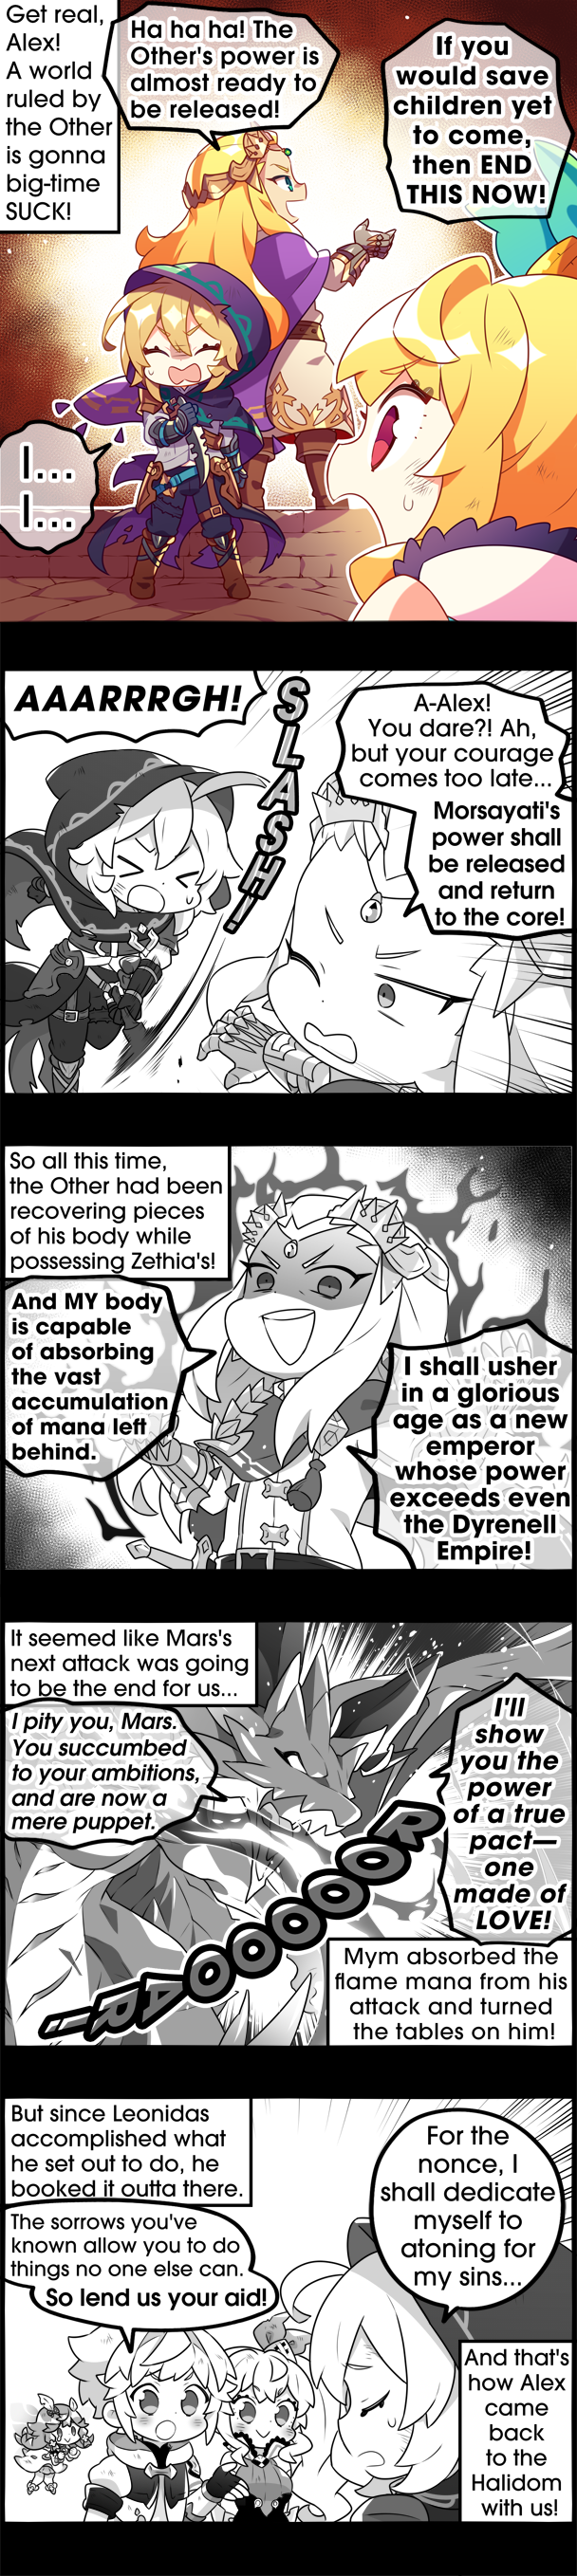 Get real,
Alex!
A world
ruled by
the Other
is gonna
big-time
SUCK!
Ha ha ha! The
Other's power is
almost ready to
be released!
If you
would save
children yet
to come,
then END
THIS NOW!
I...
I...
AAARRRGH!
SLASH!
A-Alex!
You dare?! Ah,
but your courage
comes too late...
Morsayati's
power shall
be released
and return
to the core!
So all this time,
the Other had been
recovering pieces
of his body while
possessing Zethia's!
And MY body
is capable
of absorbing
the vast
accumulation
of mana left
behind.
I shall usher
in a glorious
age as a new
emperor
whose power
exceeds even
the Dyrenell
Empire!
It seemed like Mars's
next attack was going
to be the end for us...
I pity you, Mars.
You succumbed
to your ambitions,
and are now a
mere puppet.
I'll
show
you the
power
of a true
pact—
one
made of
LOVE!
ROOOOOAR!
Mym absorbed the
flame mana from his
attack and turned
the tables on him!
But since Leonidas
accomplished what
he set out to do, he
booked it outta there.
For the
nonce, I
shall dedicate
myself to
atoning for
my sins...
The sorrows you've
known allow you to do
things no one else can.
So lend us your aid!
And that's
how Alex
came
back
to the
Halidom
with us!